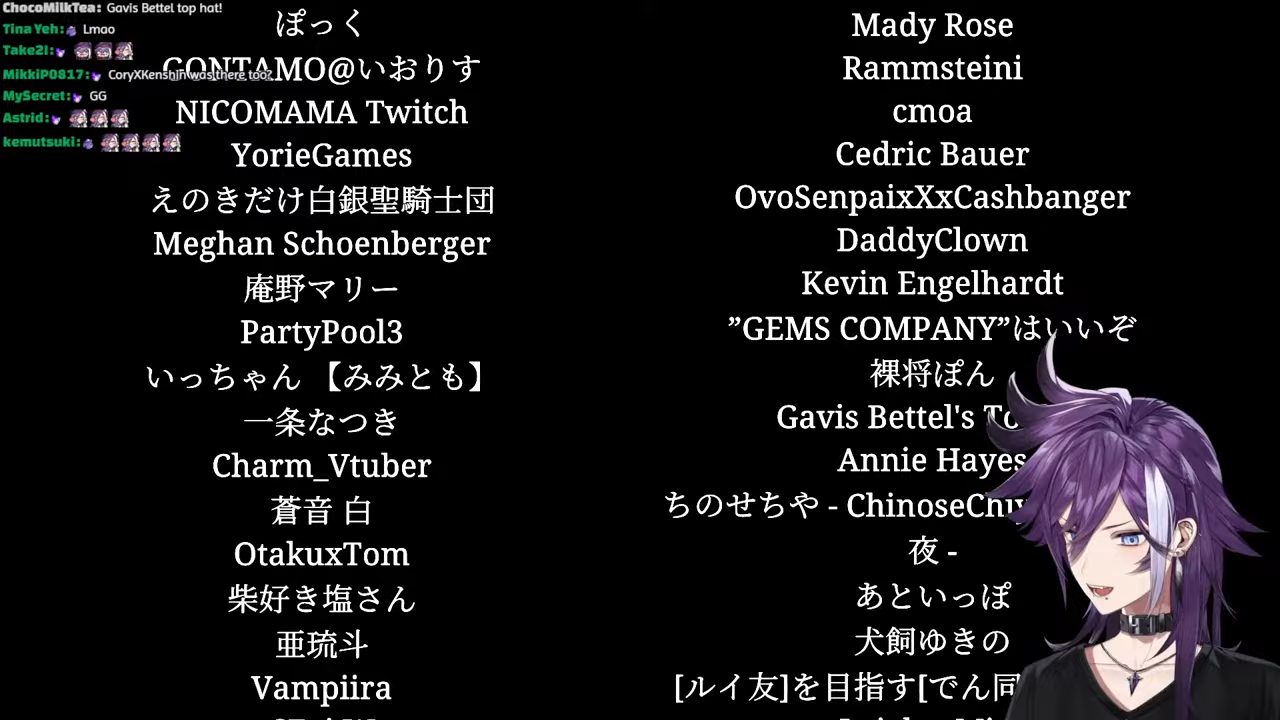 ChocoMilkTea: Gavis Bettel top hat!
Tina Yeh: Lmao
Take2I:
MikkiP0817: CoryXKenshin was there too?
MySecret: GG
Astrid:
kemutsuki:
ぽっく
CONTAMO@いおりす
NICOMAMA Twitch
YorieGames
えのきだけ白銀聖騎士団
Meghan Schoenberger
庵野マリー
PartyPool3
いっちゃん 【みみとも】
一条なつき
Charm_Vtuber
蒼音 白
OtakuxTom
柴好き塩さん
亜琉斗
Vampiira
Mady Rose
Rammsteini
cmoa
Cedric Bauer
OvoSenpaixXxCashbanger
DaddyClown
Kevin Engelhardt
”GEMS COMPANY”はいいぞ
裸将ぽん
Gavis Bettel's
Annie Hayes
ちのせちや -
夜 -
あといっぽ
犬飼ゆきの
[ルイ友]を目指す[でん同